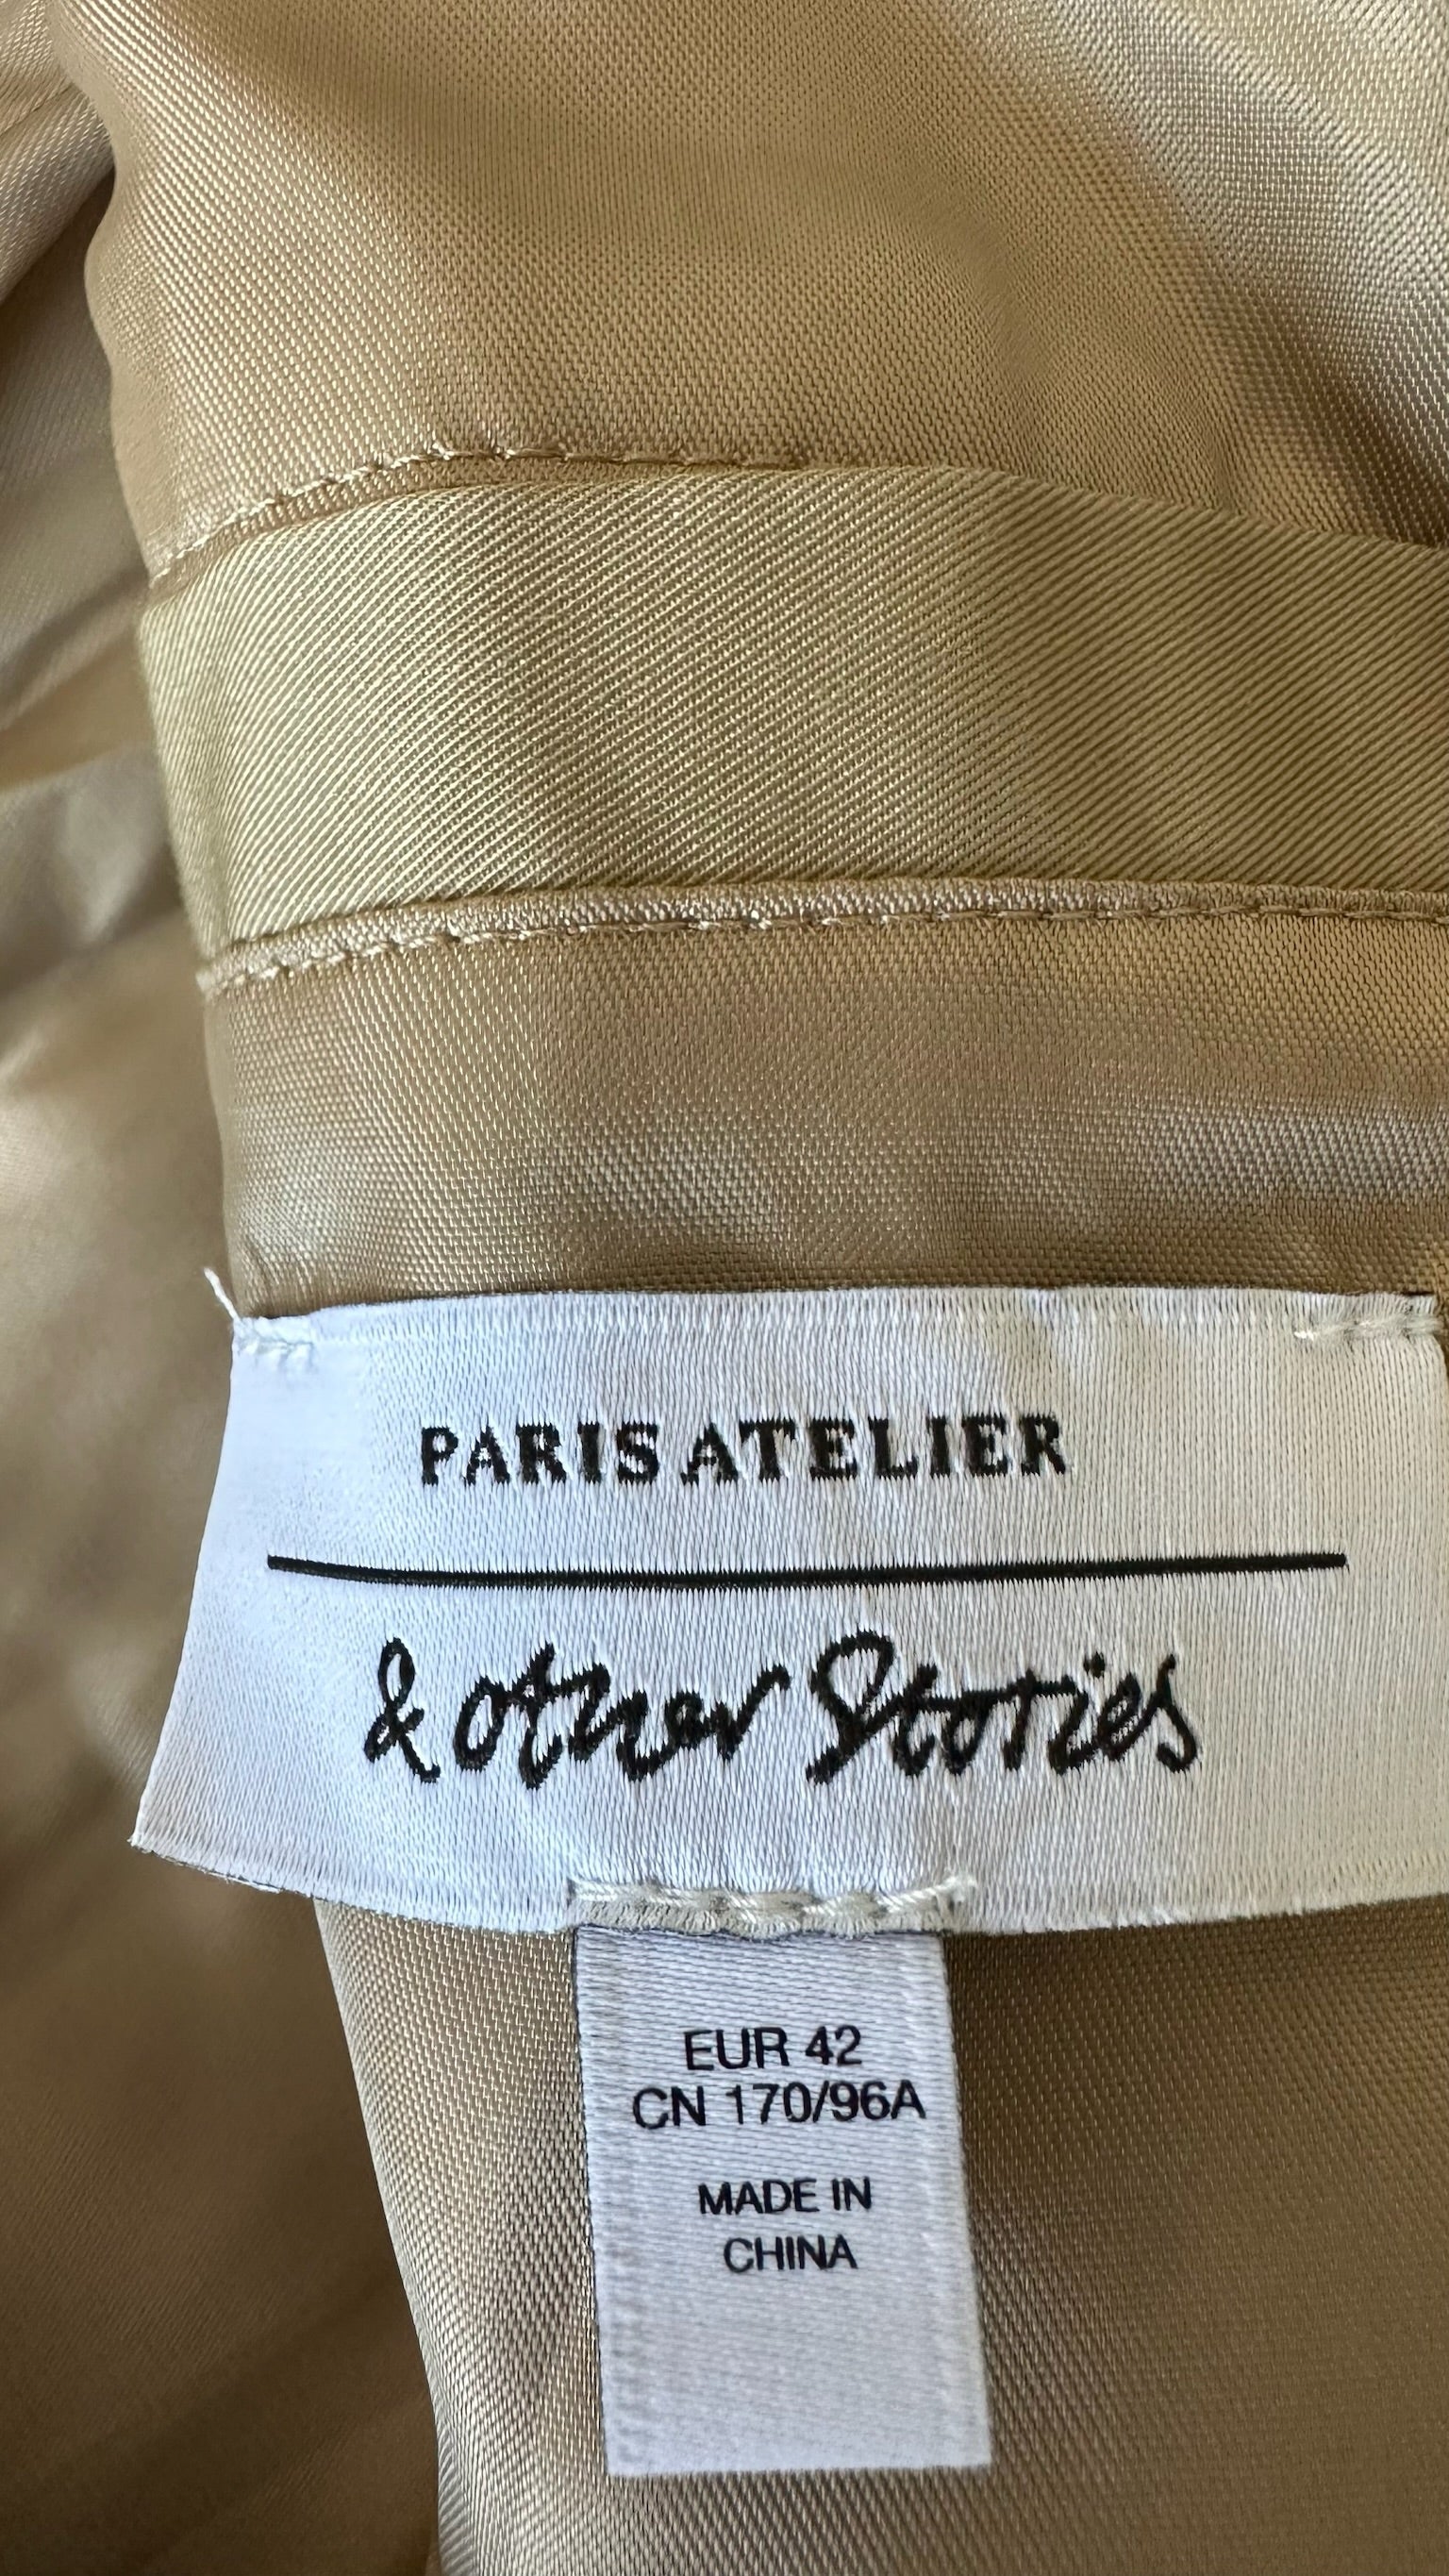 PARIS ATELIER
& other Stories
EUR 42
CN 170/96A
MADE IN
CHINA